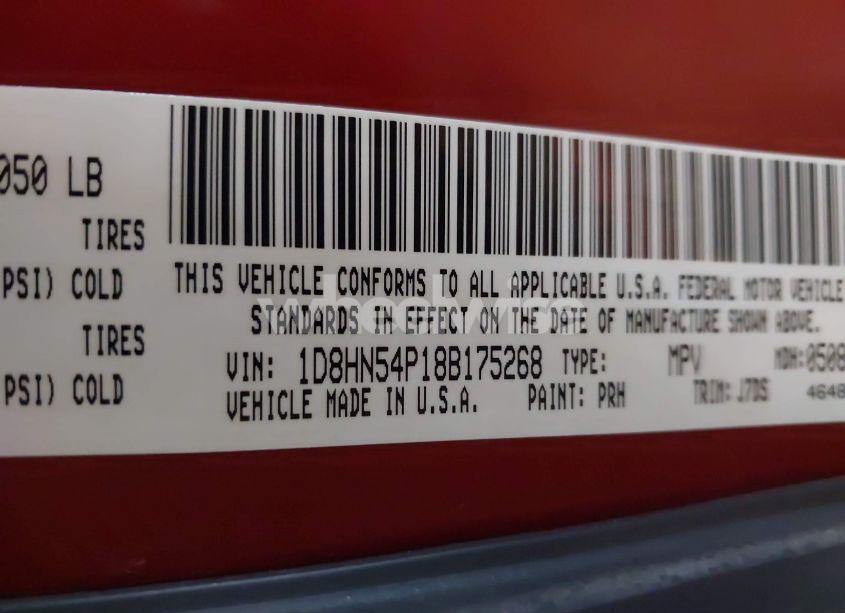 050 LB
TIRES
PSI) COLD
TIRES
PSI) COLD
THIS VEHICLE CONFORMS TO ALL APPLICABLE U.S.A. FEDERAL MOTOR VEHICLE
STANDARDS IN EFFECT ON THE DATE OF MANUFACTURE SHOWN ABOVE.
VIN: 1D8HN54P18B175268 TYPE: MPV MDH: 0508
VEHICLE MADE IN U.S.A. PAINT: PRH TRIM: J7DS 4648